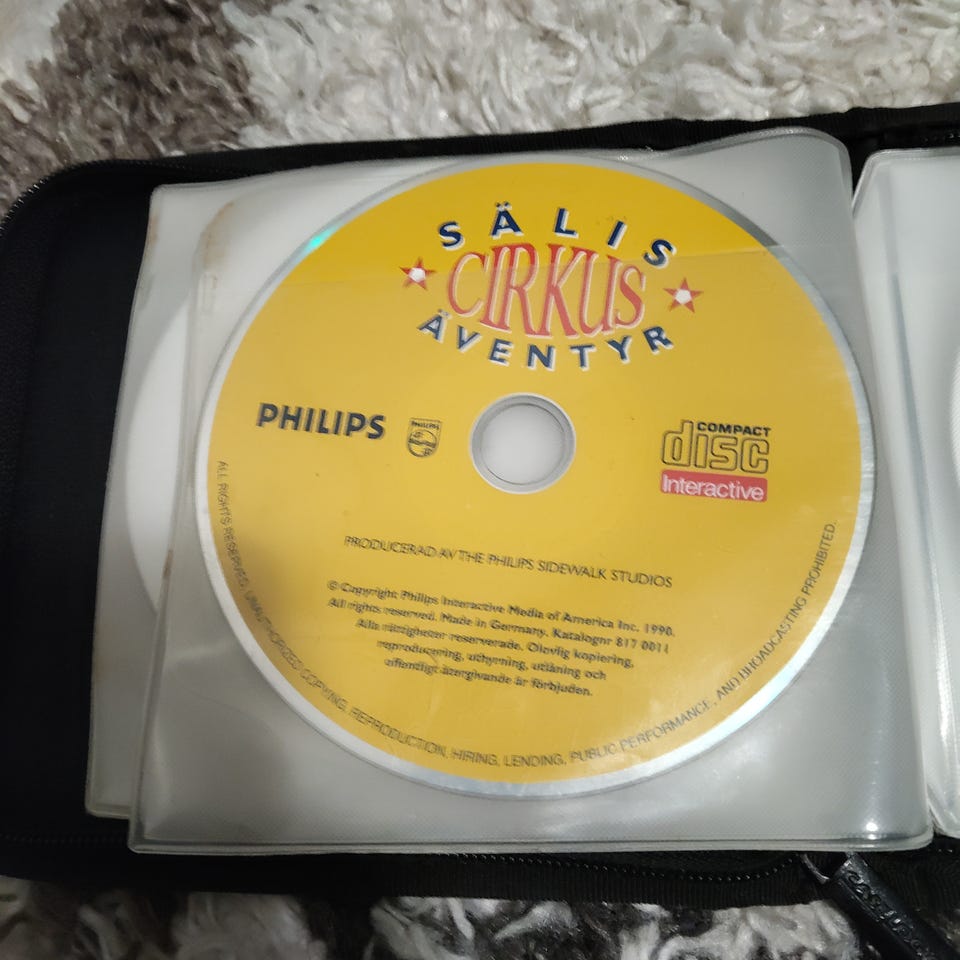 SÄLIS
CIRKUS
ÄVENTYR
PHILIPS
PHILIPS
COMPACT
disc
Interactive
PRODUCERAD AV THE PHILIPS SIDEWALK STUDIOS
© Copyright Philips Interactive Media of America Inc. 1990.
All rights reserved. Made in Germany. Katalognr 817 0011
Alla rättigheter reserverade. Olovlig kopiering,
reproducering, uthyrning, utlåning och
offentligt återgivande är förbjuden.
ALL RIGHTS RESERVED. UNAUTHORIZED COPYING, REPRODUCTION, HIRING, LENDING, PUBLIC PERFORMANCE, AND BROADCASTING PROHIBITED.